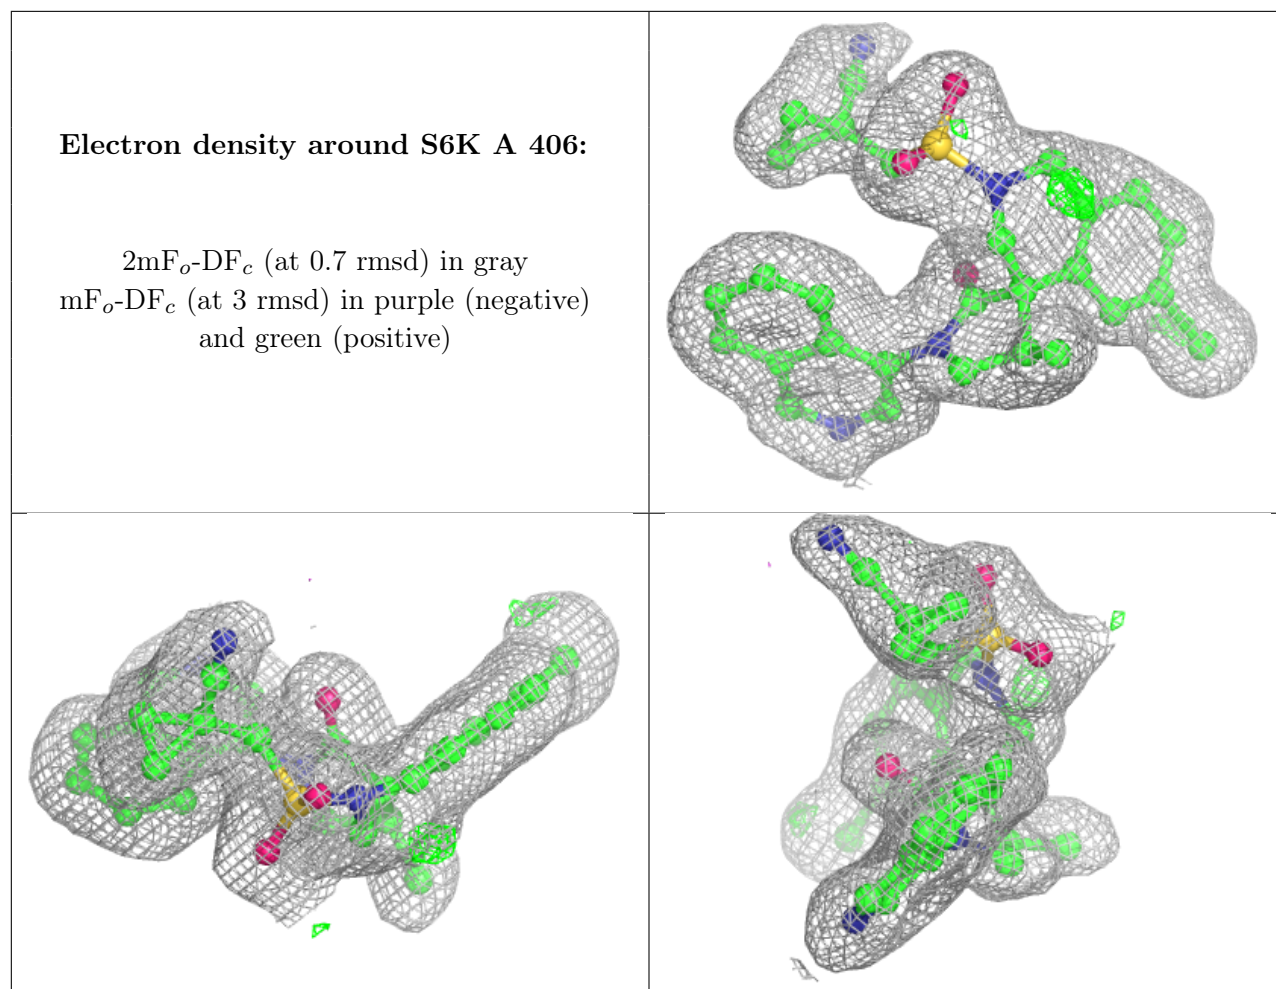 Electron density around S6K A 406:
2mFo-DFc (at 0.7 rmsd) in gray
mFo-DFc (at 3 rmsd) in purple (negative)
and green (positive)